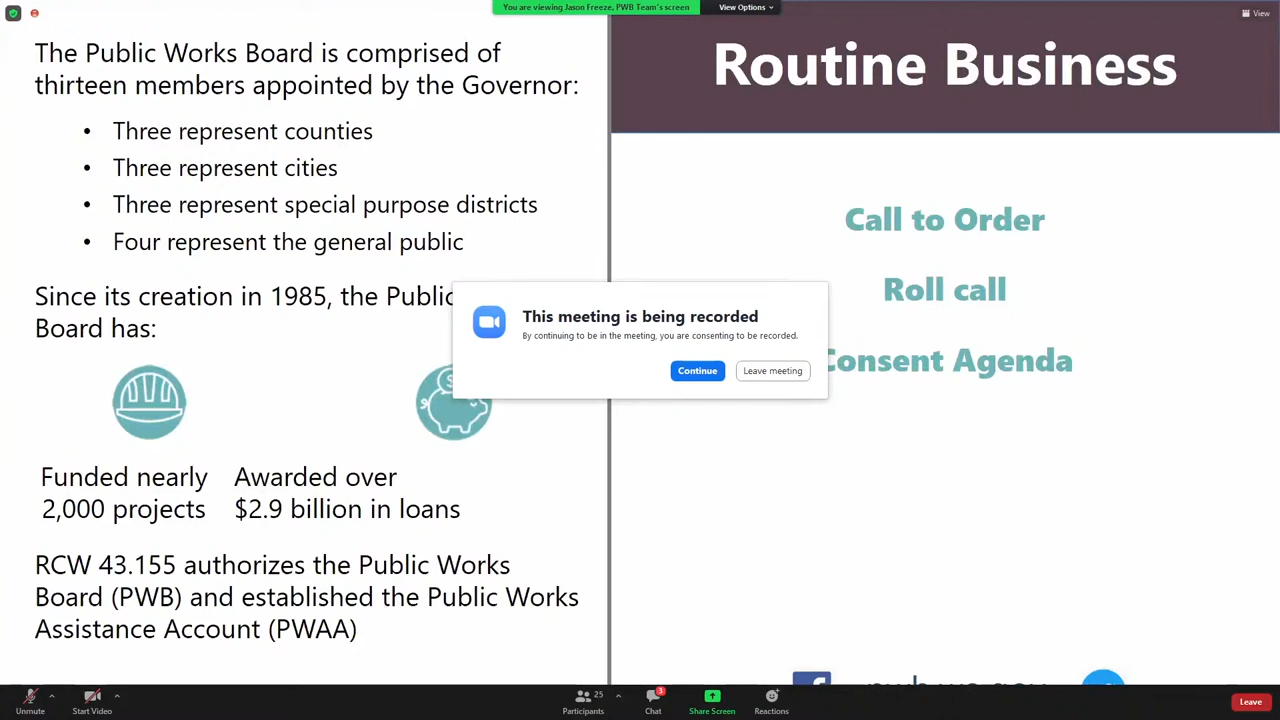 You are viewing Jason Freeze, PWB Team's screen
View Options
View
The Public Works Board is comprised of
thirteen members appointed by the Governor:
• Three represent counties
• Three represent cities
• Three represent special purpose districts
• Four represent the general public
Since its creation in 1985, the Public
Board has:
Funded nearly
2,000 projects
Awarded over
$2.9 billion in loans
RCW 43.155 authorizes the Public Works
Board (PWB) and established the Public Works
Assistance Account (PWAA)
Routine Business
Call to Order
Roll call
Consent Agenda
This meeting is being recorded
By continuing to be in the meeting, you are consenting to be recorded.
Continue
Leave meeting
Unmute
Start Video
25
Participants
3
Chat
Share Screen
Reactions
Leave